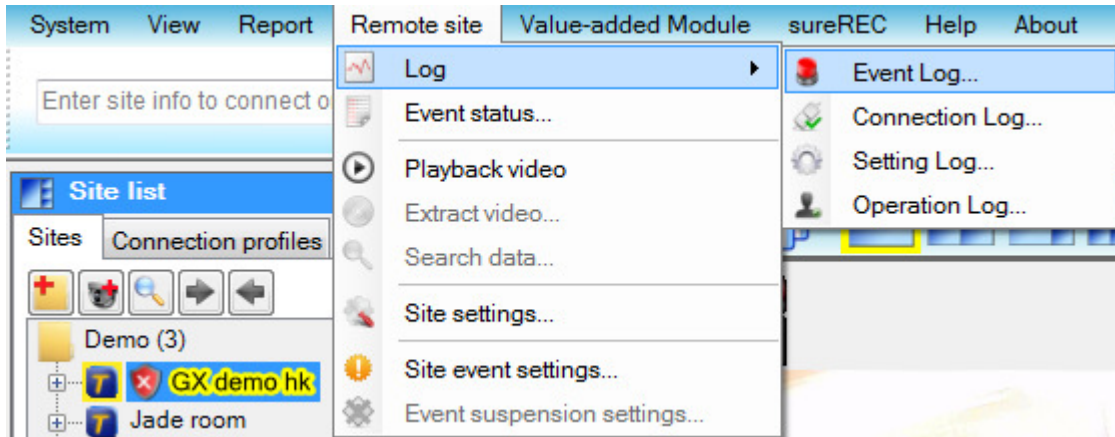 System View Report Remote site Value-added Module sureREC Help About
Enter site info to connect o
Log
Event status...
Playback video
Extract video...
Search data...
Site settings...
Site event settings...
Event suspension settings...
Event Log...
Connection Log...
Setting Log...
Operation Log...
Site list
Sites Connection profiles
Demo (3)
GX demo hk
Jade room